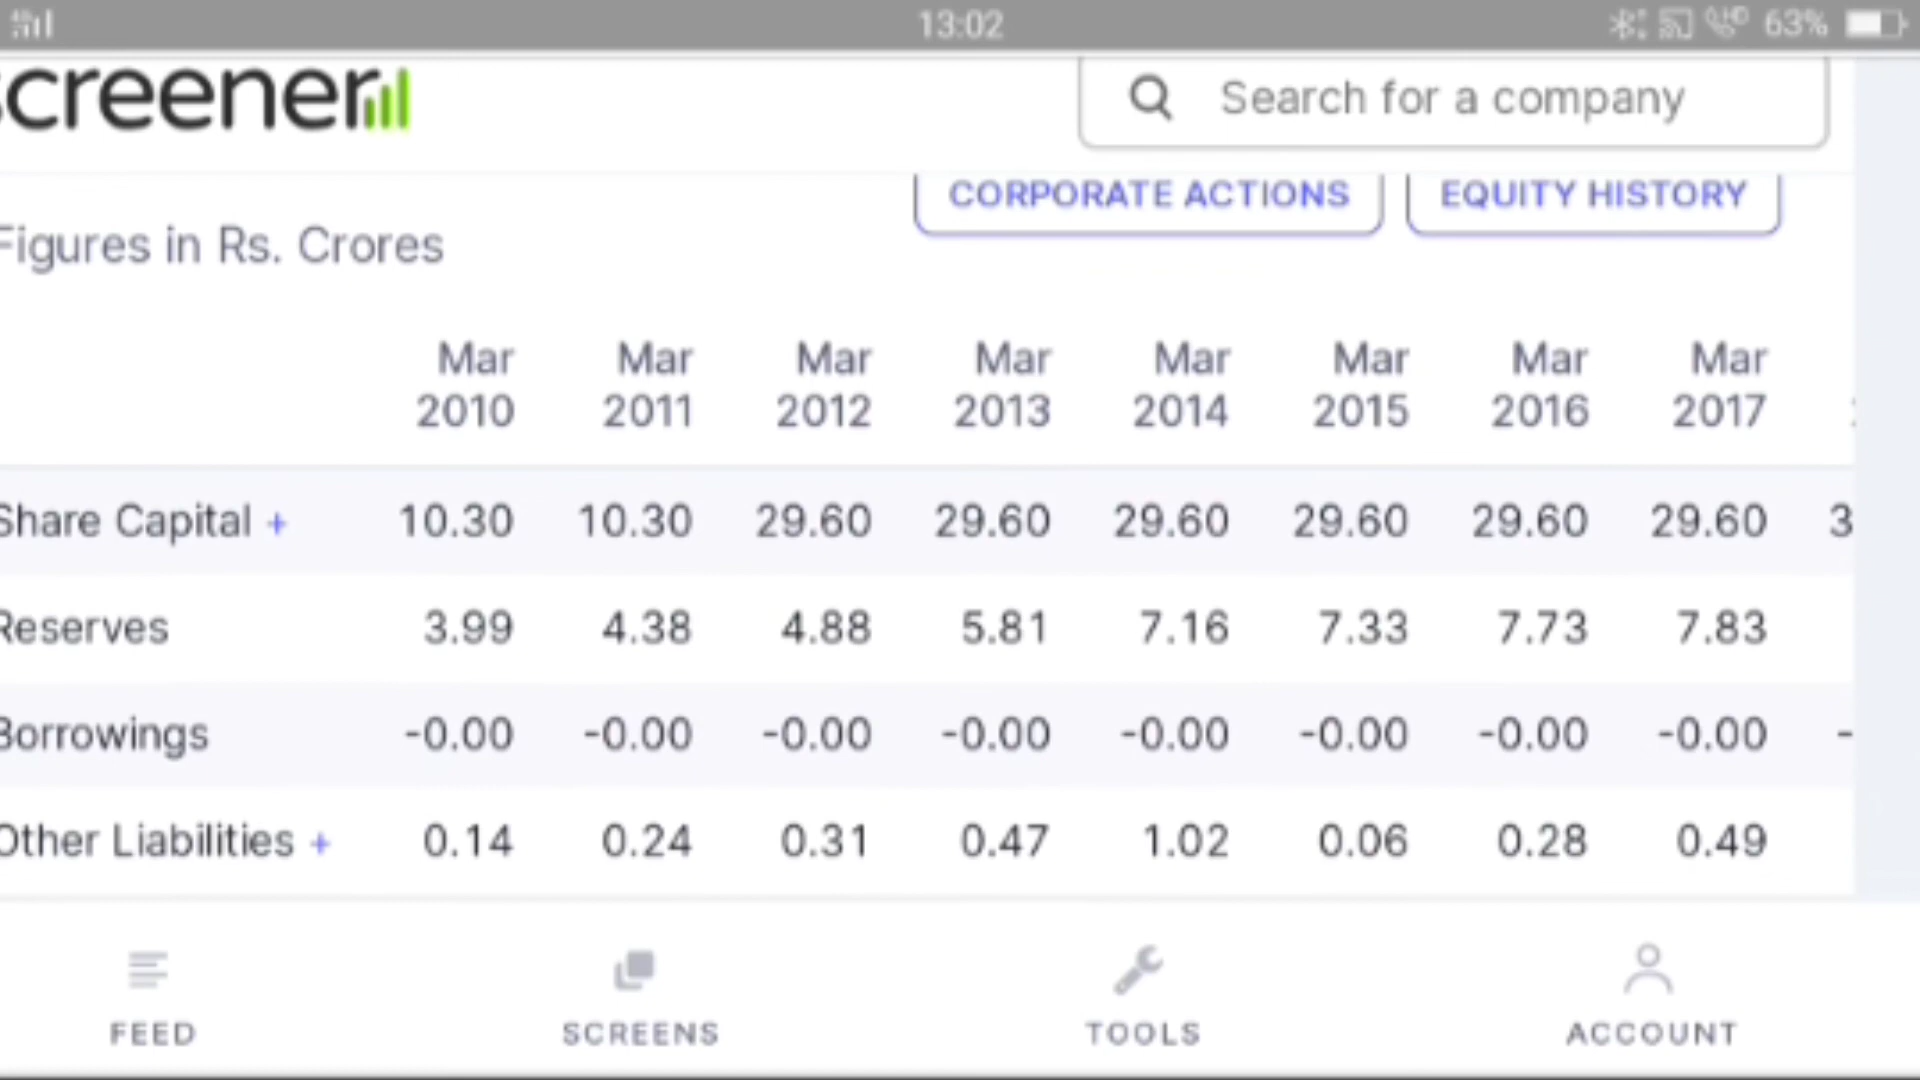 13:02 63%
screener
Search for a company
CORPORATE ACTIONS EQUITY HISTORY
Figures in Rs. Crores
Mar Mar Mar Mar Mar Mar Mar Mar
2010 2011 2012 2013 2014 2015 2016 2017
Share Capital + 10.30 10.30 29.60 29.60 29.60 29.60 29.60 29.60 3
Reserves 3.99 4.38 4.88 5.81 7.16 7.33 7.73 7.83
Borrowings -0.00 -0.00 -0.00 -0.00 -0.00 -0.00 -0.00 -0.00 -
Other Liabilities + 0.14 0.24 0.31 0.47 1.02 0.06 0.28 0.49
FEED SCREENS TOOLS ACCOUNT